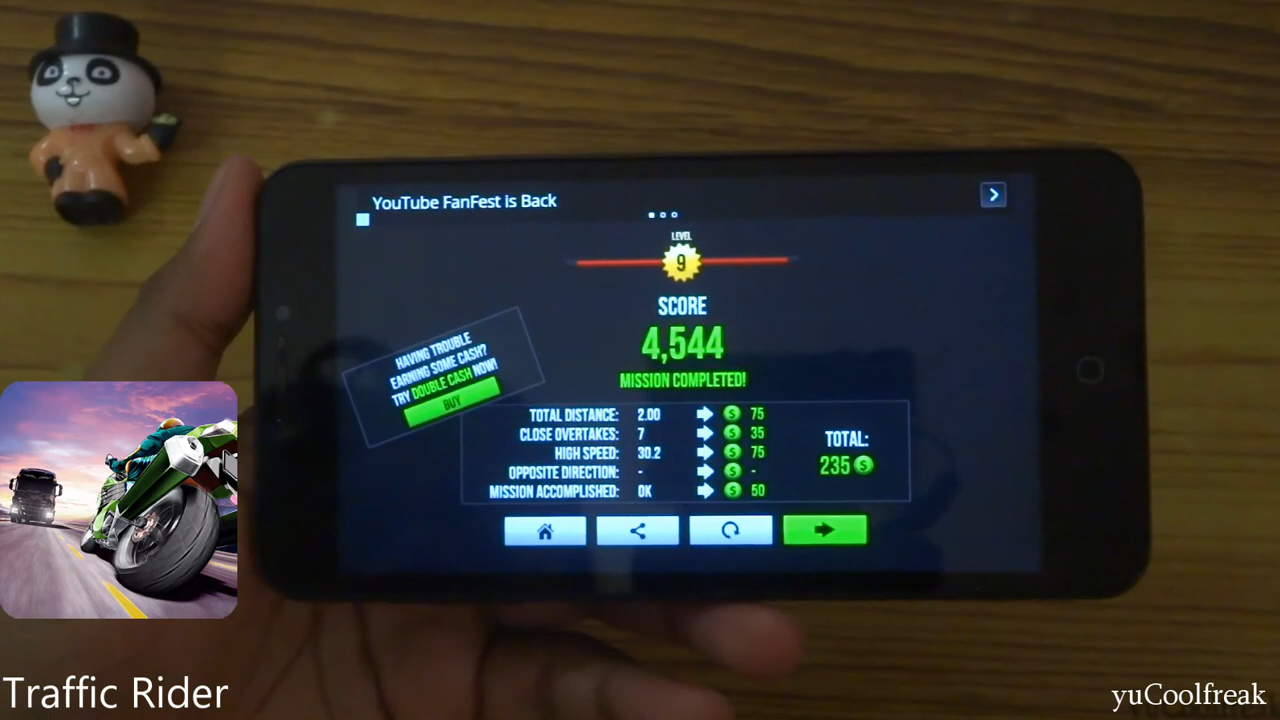 YouTube FanFest is Back
LEVEL
9
SCORE
4,544
MISSION COMPLETED!
HAVING TROUBLE
EARNING SOME CASH?
TRY DOUBLE CASH NOW!
BUY
TOTAL DISTANCE: 2.00 75
CLOSE OVERTAKES: 7 35
HIGH SPEED: 30.2 75
OPPOSITE DIRECTION: - -
MISSION ACCOMPLISHED: OK 50
TOTAL:
235
Traffic Rider
yuCoolfreak